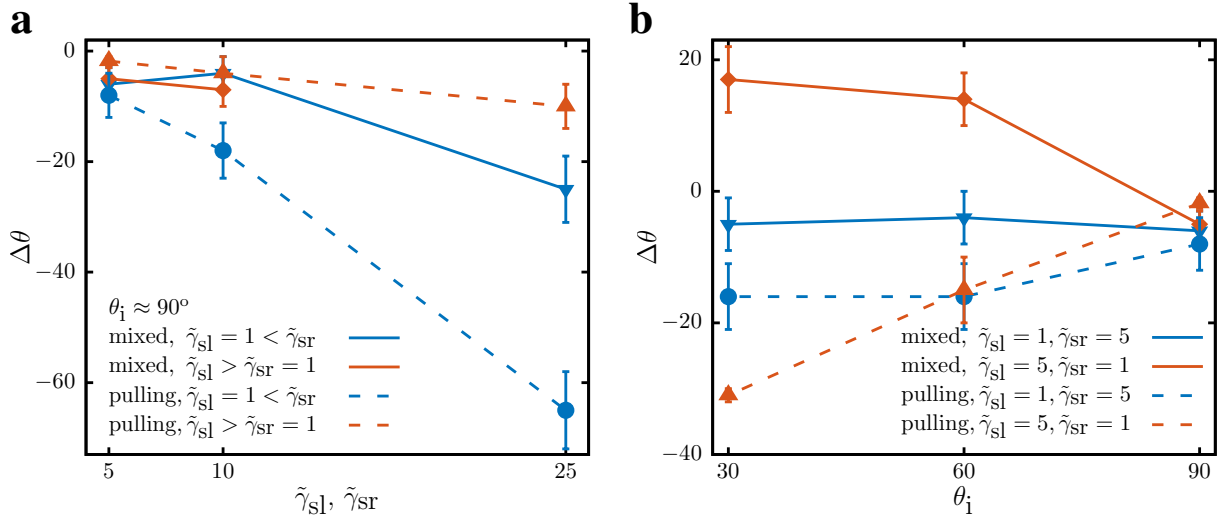 a
0
−20
−40
−60
Δθ
θi ≈ 90º
mixed, γ̃sl = 1 < γ̃sr
mixed, γ̃sl > γ̃sr = 1
pulling, γ̃sl = 1 < γ̃sr
pulling, γ̃sl > γ̃sr = 1
5 10 25
γ̃sl, γ̃sr
b
20
0
−20
−40
Δθ
mixed, γ̃sl = 1, γ̃sr = 5
mixed, γ̃sl = 5, γ̃sr = 1
pulling, γ̃sl = 1, γ̃sr = 5
pulling, γ̃sl = 5, γ̃sr = 1
30 60 90
θi